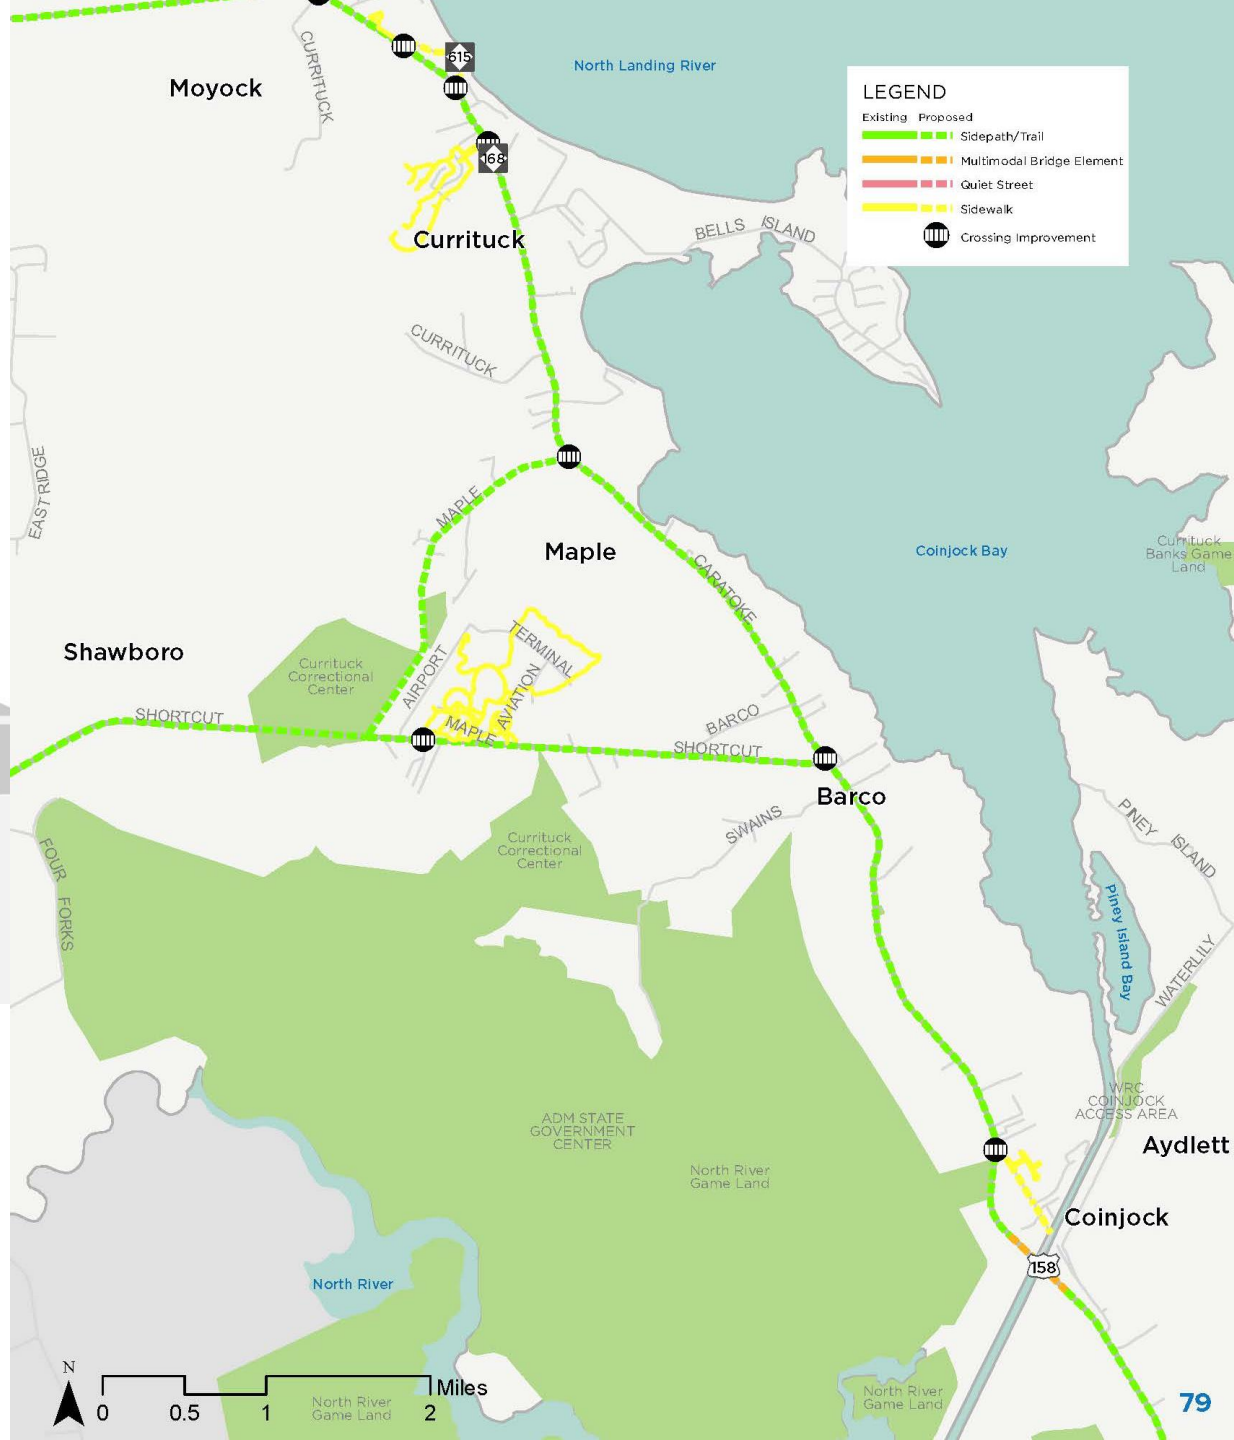 CURRITUCK
615
North Landing River
Moyock
LEGEND
Existing Proposed
Sidepath/Trail
Multimodal Bridge Element
Quiet Street
Sidewalk
Crossing Improvement
168
Currituck
BELLS ISLAND
CURRITUCK
EASTRIDGE
MAPLE
Maple
Coinjock Bay
Currituck
Banks Game
Land
CARATOKE
Shawboro
Currituck
Correctional
Center
TERMINAL
AIRPORT
AVIATION
MAPLE
SHORTCUT
BARCO
SHORTCUT
Barco
SWAINS
PINEY ISLAND
Currituck
Correctional
Center
FOUR FORKS
Piney Island Bay
WATERLILY
WRC
COINJOCK
ACCESS AREA
ADM STATE
GOVERNMENT
CENTER
Aydlett
North River
Game Land
Coinjock
158
North River
N
Miles
0 0.5 1 2
North River
Game Land
North River
Game Land
79